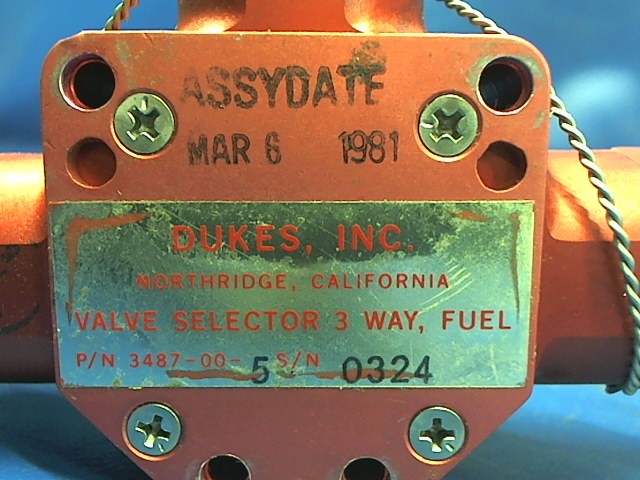 ASSYDATE
MAR 6 1981
DUKES, INC.
NORTHRIDGE, CALIFORNIA
VALVE SELECTOR 3 WAY, FUEL
P/N 3487-00-5 S/N 0324